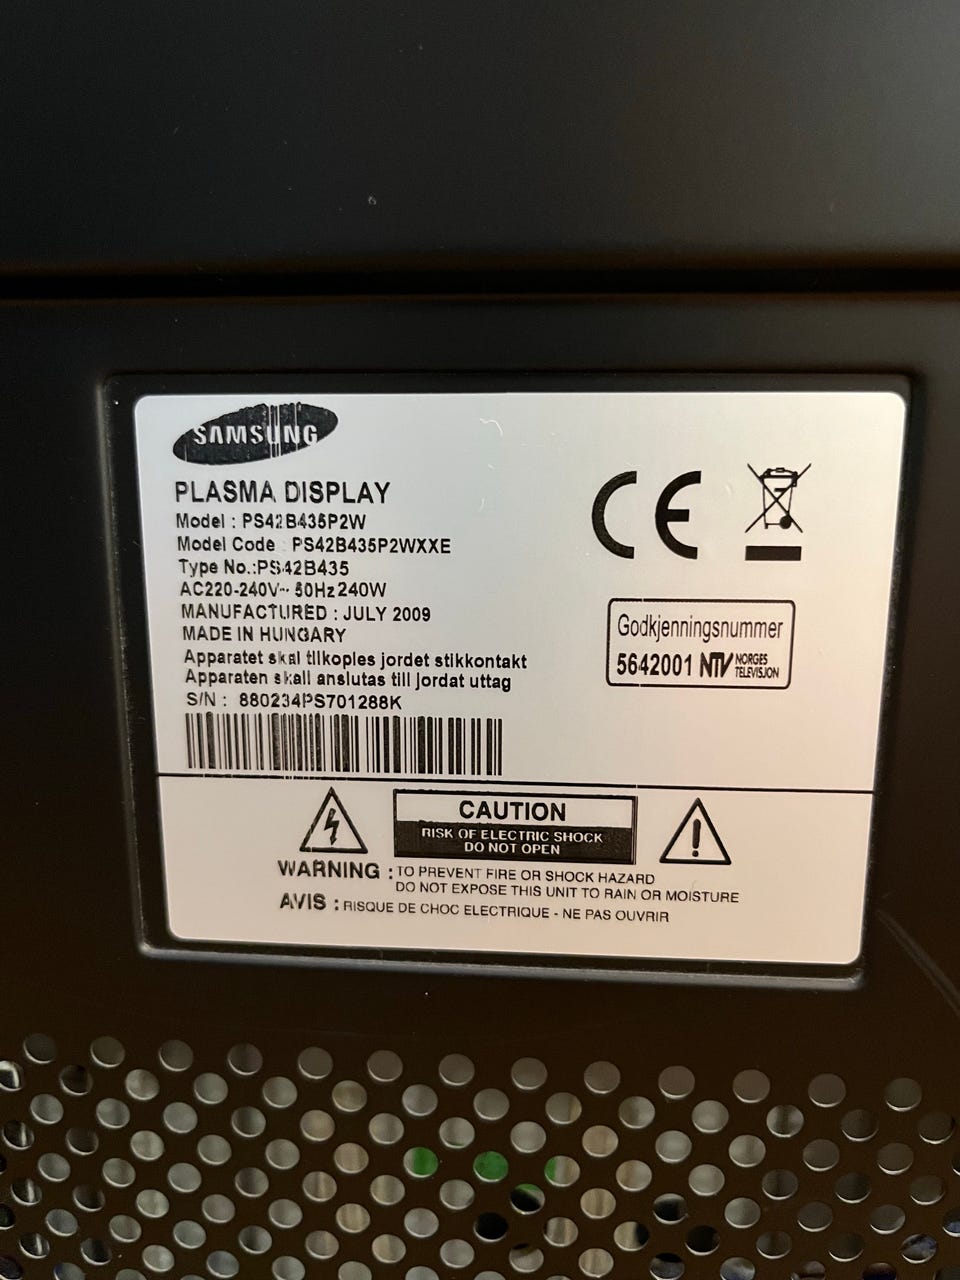 SAMSUNG
PLASMA DISPLAY
Model : PS42B435P2W
Model Code : PS42B435P2WXXE
Type No.:PS42B435
AC220-240V~ 50Hz 240W
MANUFACTURED : JULY 2009
MADE IN HUNGARY
Apparatet skal tilkoples jordet stikkontakt
Apparaten skall anslutas till jordat uttag
S/N : 880234PS701288K
CE
Godkjenningsnummer
5642001 NTV NORGES
TELEVISJON
CAUTION
RISK OF ELECTRIC SHOCK
DO NOT OPEN
WARNING : TO PREVENT FIRE OR SHOCK HAZARD
DO NOT EXPOSE THIS UNIT TO RAIN OR MOISTURE
AVIS : RISQUE DE CHOC ELECTRIQUE - NE PAS OUVRIR